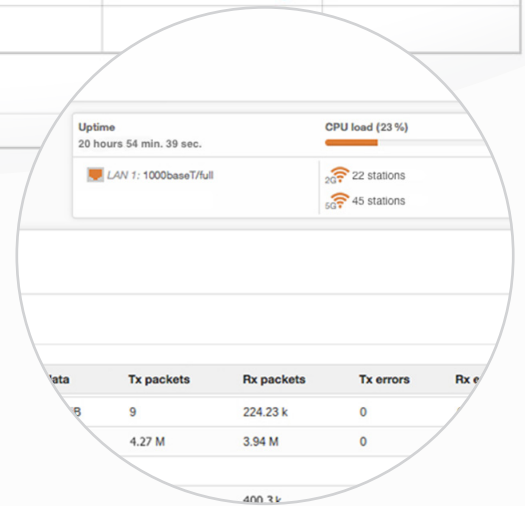 Uptime
CPU load (23 %)
20 hours 54 min. 39 sec.
LAN 1: 1000baseT/full
2G 22 stations
5G 45 stations
Tx packets Rx packets Tx errors Rx
9 224.23 k 0
4.27 M 3.94 M 0
400.3 k